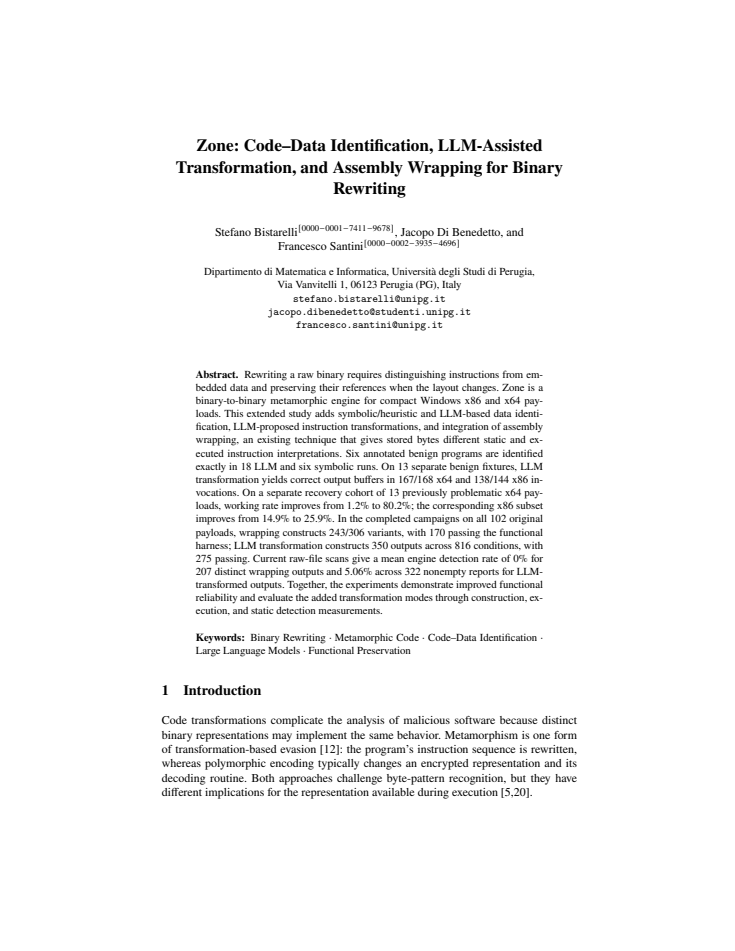 Zone: Code–Data Identification, LLM-Assisted
Transformation, and Assembly Wrapping for Binary
Rewriting
Stefano Bistarelli[0000−0001−7411−9678], Jacopo Di Benedetto, and
Francesco Santini[0000−0002−3935−4696]
Dipartimento di Matematica e Informatica, Università degli Studi di Perugia,
Via Vanvitelli 1, 06123 Perugia (PG), Italy
stefano.bistarelli@unipg.it
jacopo.dibenedetto@studenti.unipg.it
francesco.santini@unipg.it
Abstract. Rewriting a raw binary requires distinguishing instructions from em-
bedded data and preserving their references when the layout changes. Zone is a
binary-to-binary metamorphic engine for compact Windows x86 and x64 pay-
loads. This extended study adds symbolic/heuristic and LLM-based data identi-
fication, LLM-proposed instruction transformations, and integration of assembly
wrapping, an existing technique that gives stored bytes different static and ex-
ecuted instruction interpretations. Six annotated benign programs are identified
exactly in 18 LLM and six symbolic runs. On 13 separate benign fixtures, LLM
transformation yields correct output buffers in 167/168 x64 and 138/144 x86 in-
vocations. On a separate recovery cohort of 13 previously problematic x64 pay-
loads, working rate improves from 1.2% to 80.2%; the corresponding x86 subset
improves from 14.9% to 25.9%. In the completed campaigns on all 102 original
payloads, wrapping constructs 243/306 variants, with 170 passing the functional
harness; LLM transformation constructs 350 outputs across 816 conditions, with
275 passing. Current raw-file scans give a mean engine detection rate of 0% for
207 distinct wrapping outputs and 5.06% across 322 nonempty reports for LLM-
transformed outputs. Together, the experiments demonstrate improved functional
reliability and evaluate the added transformation modes through construction, ex-
ecution, and static detection measurements.
Keywords: Binary Rewriting · Metamorphic Code · Code–Data Identification ·
Large Language Models · Functional Preservation
1 Introduction
Code transformations complicate the analysis of malicious software because distinct
binary representations may implement the same behavior. Metamorphism is one form
of transformation-based evasion [12]: the program's instruction sequence is rewritten,
whereas polymorphic encoding typically changes an encrypted representation and its
decoding routine. Both approaches challenge byte-pattern recognition, but they have
different implications for the representation available during execution [5,20].